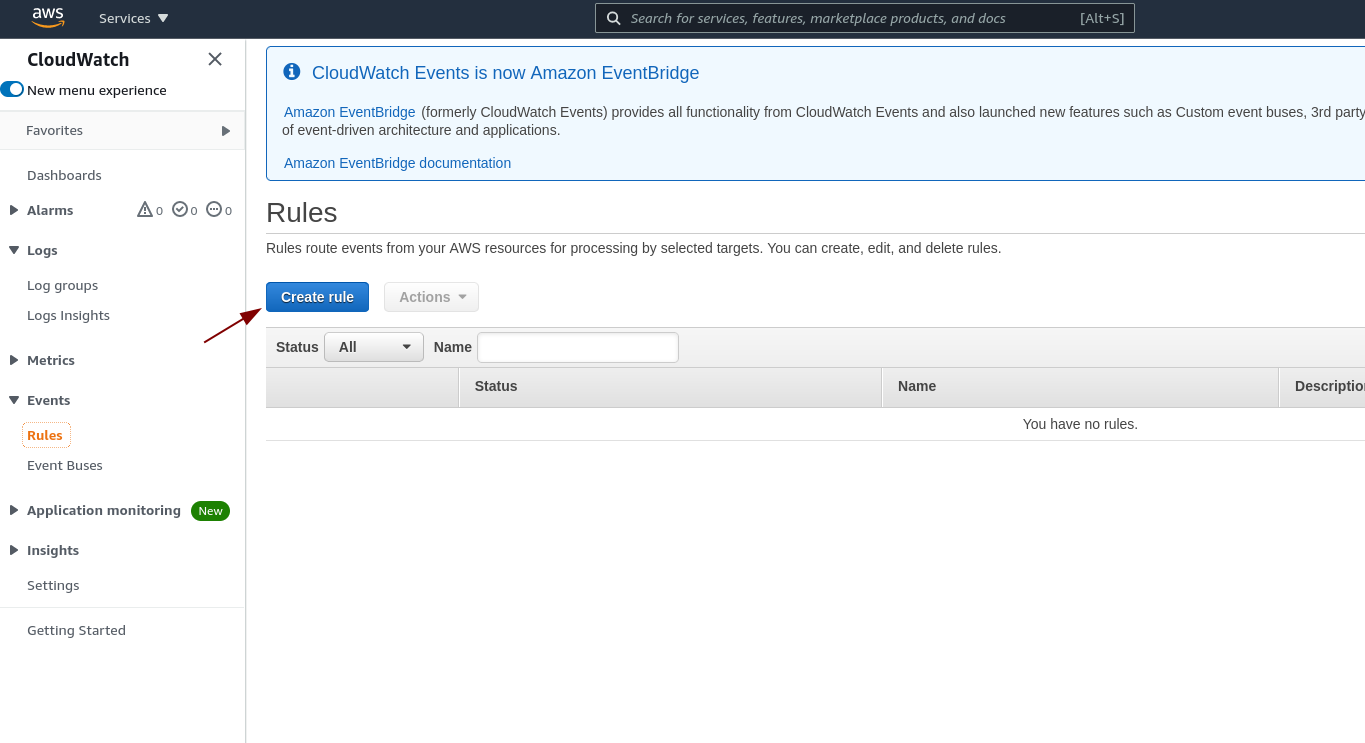 aws
Services
Search for services, features, marketplace products, and docs
[Alt+S]
CloudWatch
New menu experience
Favorites
Dashboards
Alarms 0 0 0
Logs
Log groups
Logs Insights
Metrics
Events
Rules
Event Buses
Application monitoring New
Insights
Settings
Getting Started
CloudWatch Events is now Amazon EventBridge
Amazon EventBridge (formerly CloudWatch Events) provides all functionality from CloudWatch Events and also launched new features such as Custom event buses, 3rd party
of event-driven architecture and applications.
Amazon EventBridge documentation
Rules
Rules route events from your AWS resources for processing by selected targets. You can create, edit, and delete rules.
Create rule Actions
Status All Name
Status Name Description
You have no rules.